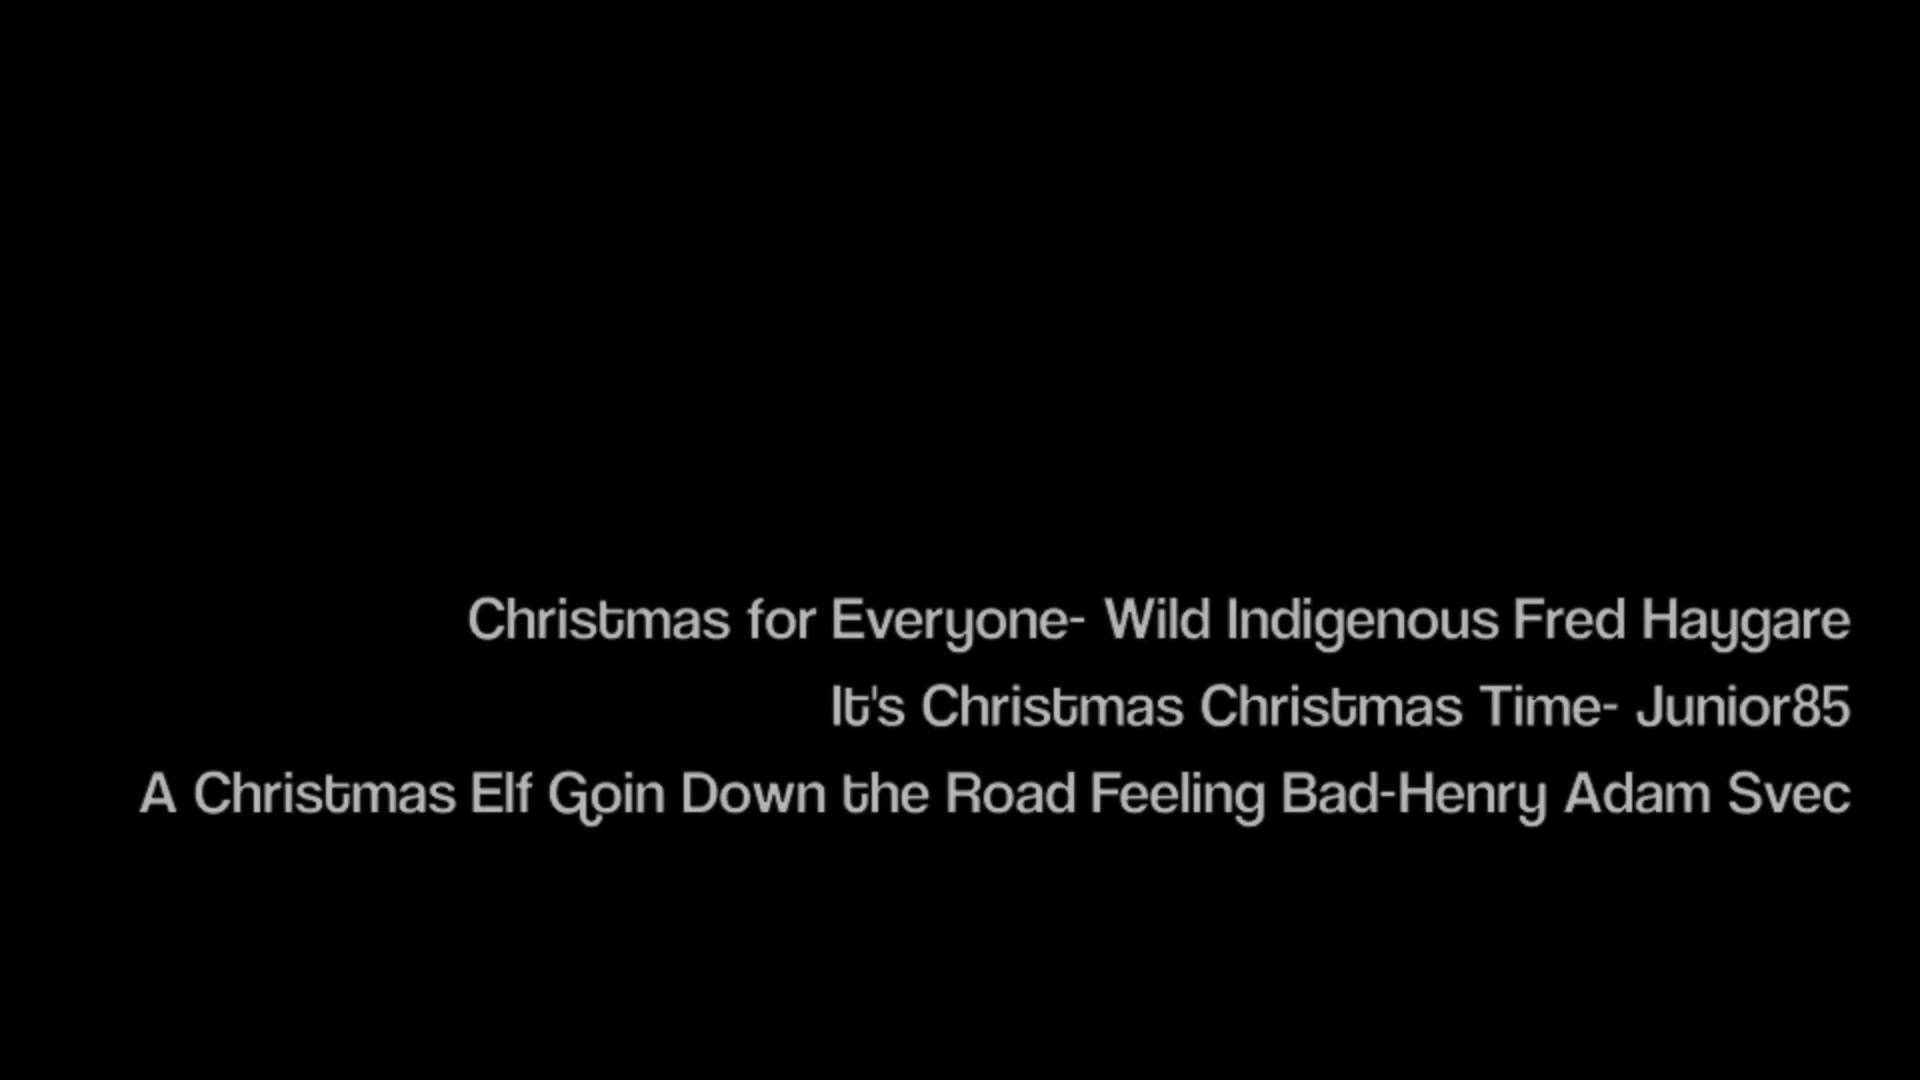 Christmas for Everyone- Wild Indigenous Fred Haygare
It's Christmas Christmas Time- Junior85
A Christmas Elf Goin Down the Road Feeling Bad-Henry Adam Svec